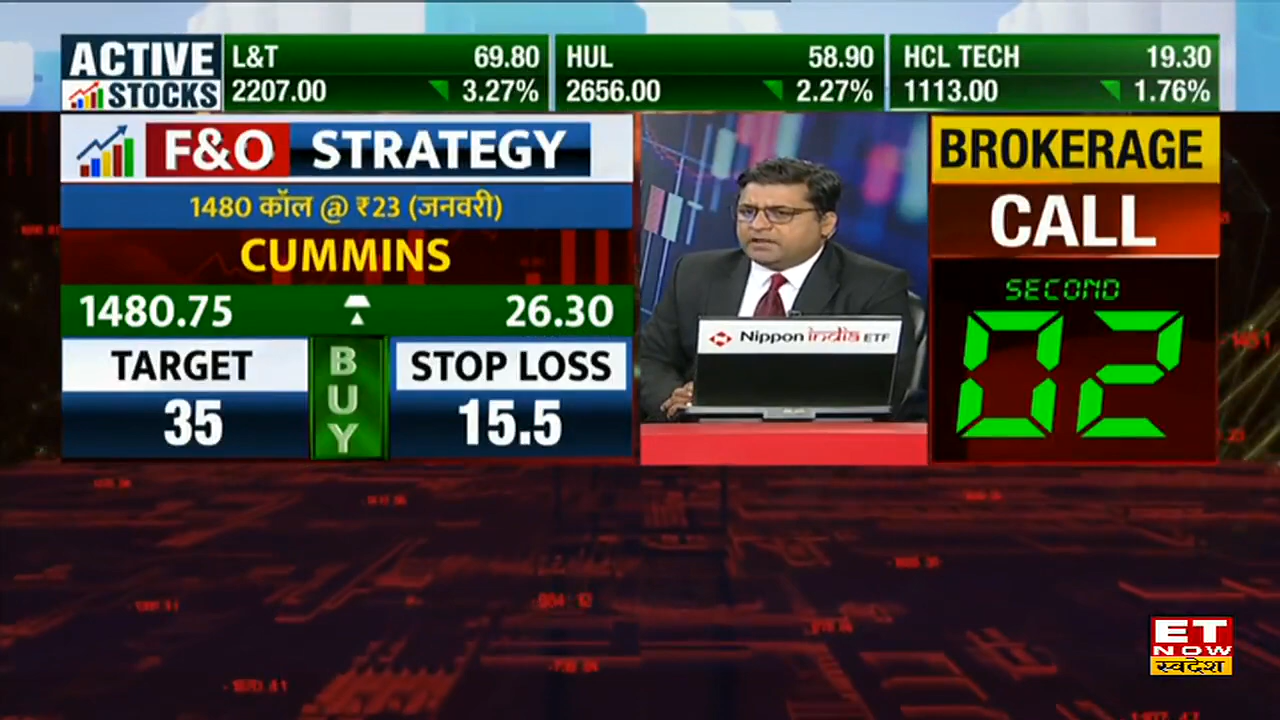 ACTIVE STOCKS
L&T 69.80
2207.00 3.27%
HUL 58.90
2656.00 2.27%
HCL TECH 19.30
1113.00 1.76%
F&O STRATEGY
1480 कॉल @ ₹23 (जनवरी)
CUMMINS
1480.75 26.30
TARGET
35
BUY
STOP LOSS
15.5
Nippon india ETF
BROKERAGE
CALL
SECOND
02
ET
NOW
स्वदेश